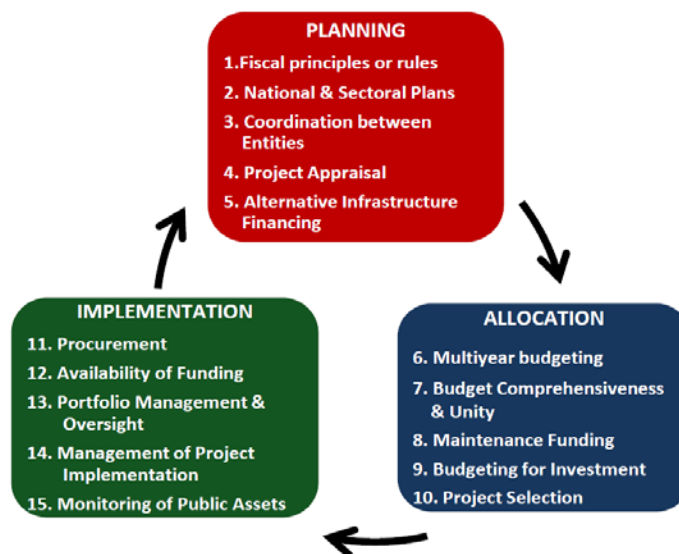 PLANNING
1.Fiscal principles or rules
2. National & Sectoral Plans
3. Coordination between
Entities
4. Project Appraisal
5. Alternative Infrastructure
Financing
ALLOCATION
6. Multiyear budgeting
7. Budget Comprehensiveness
& Unity
8. Maintenance Funding
9. Budgeting for Investment
10. Project Selection
IMPLEMENTATION
11. Procurement
12. Availability of Funding
13. Portfolio Management &
Oversight
14. Management of Project
Implementation
15. Monitoring of Public Assets